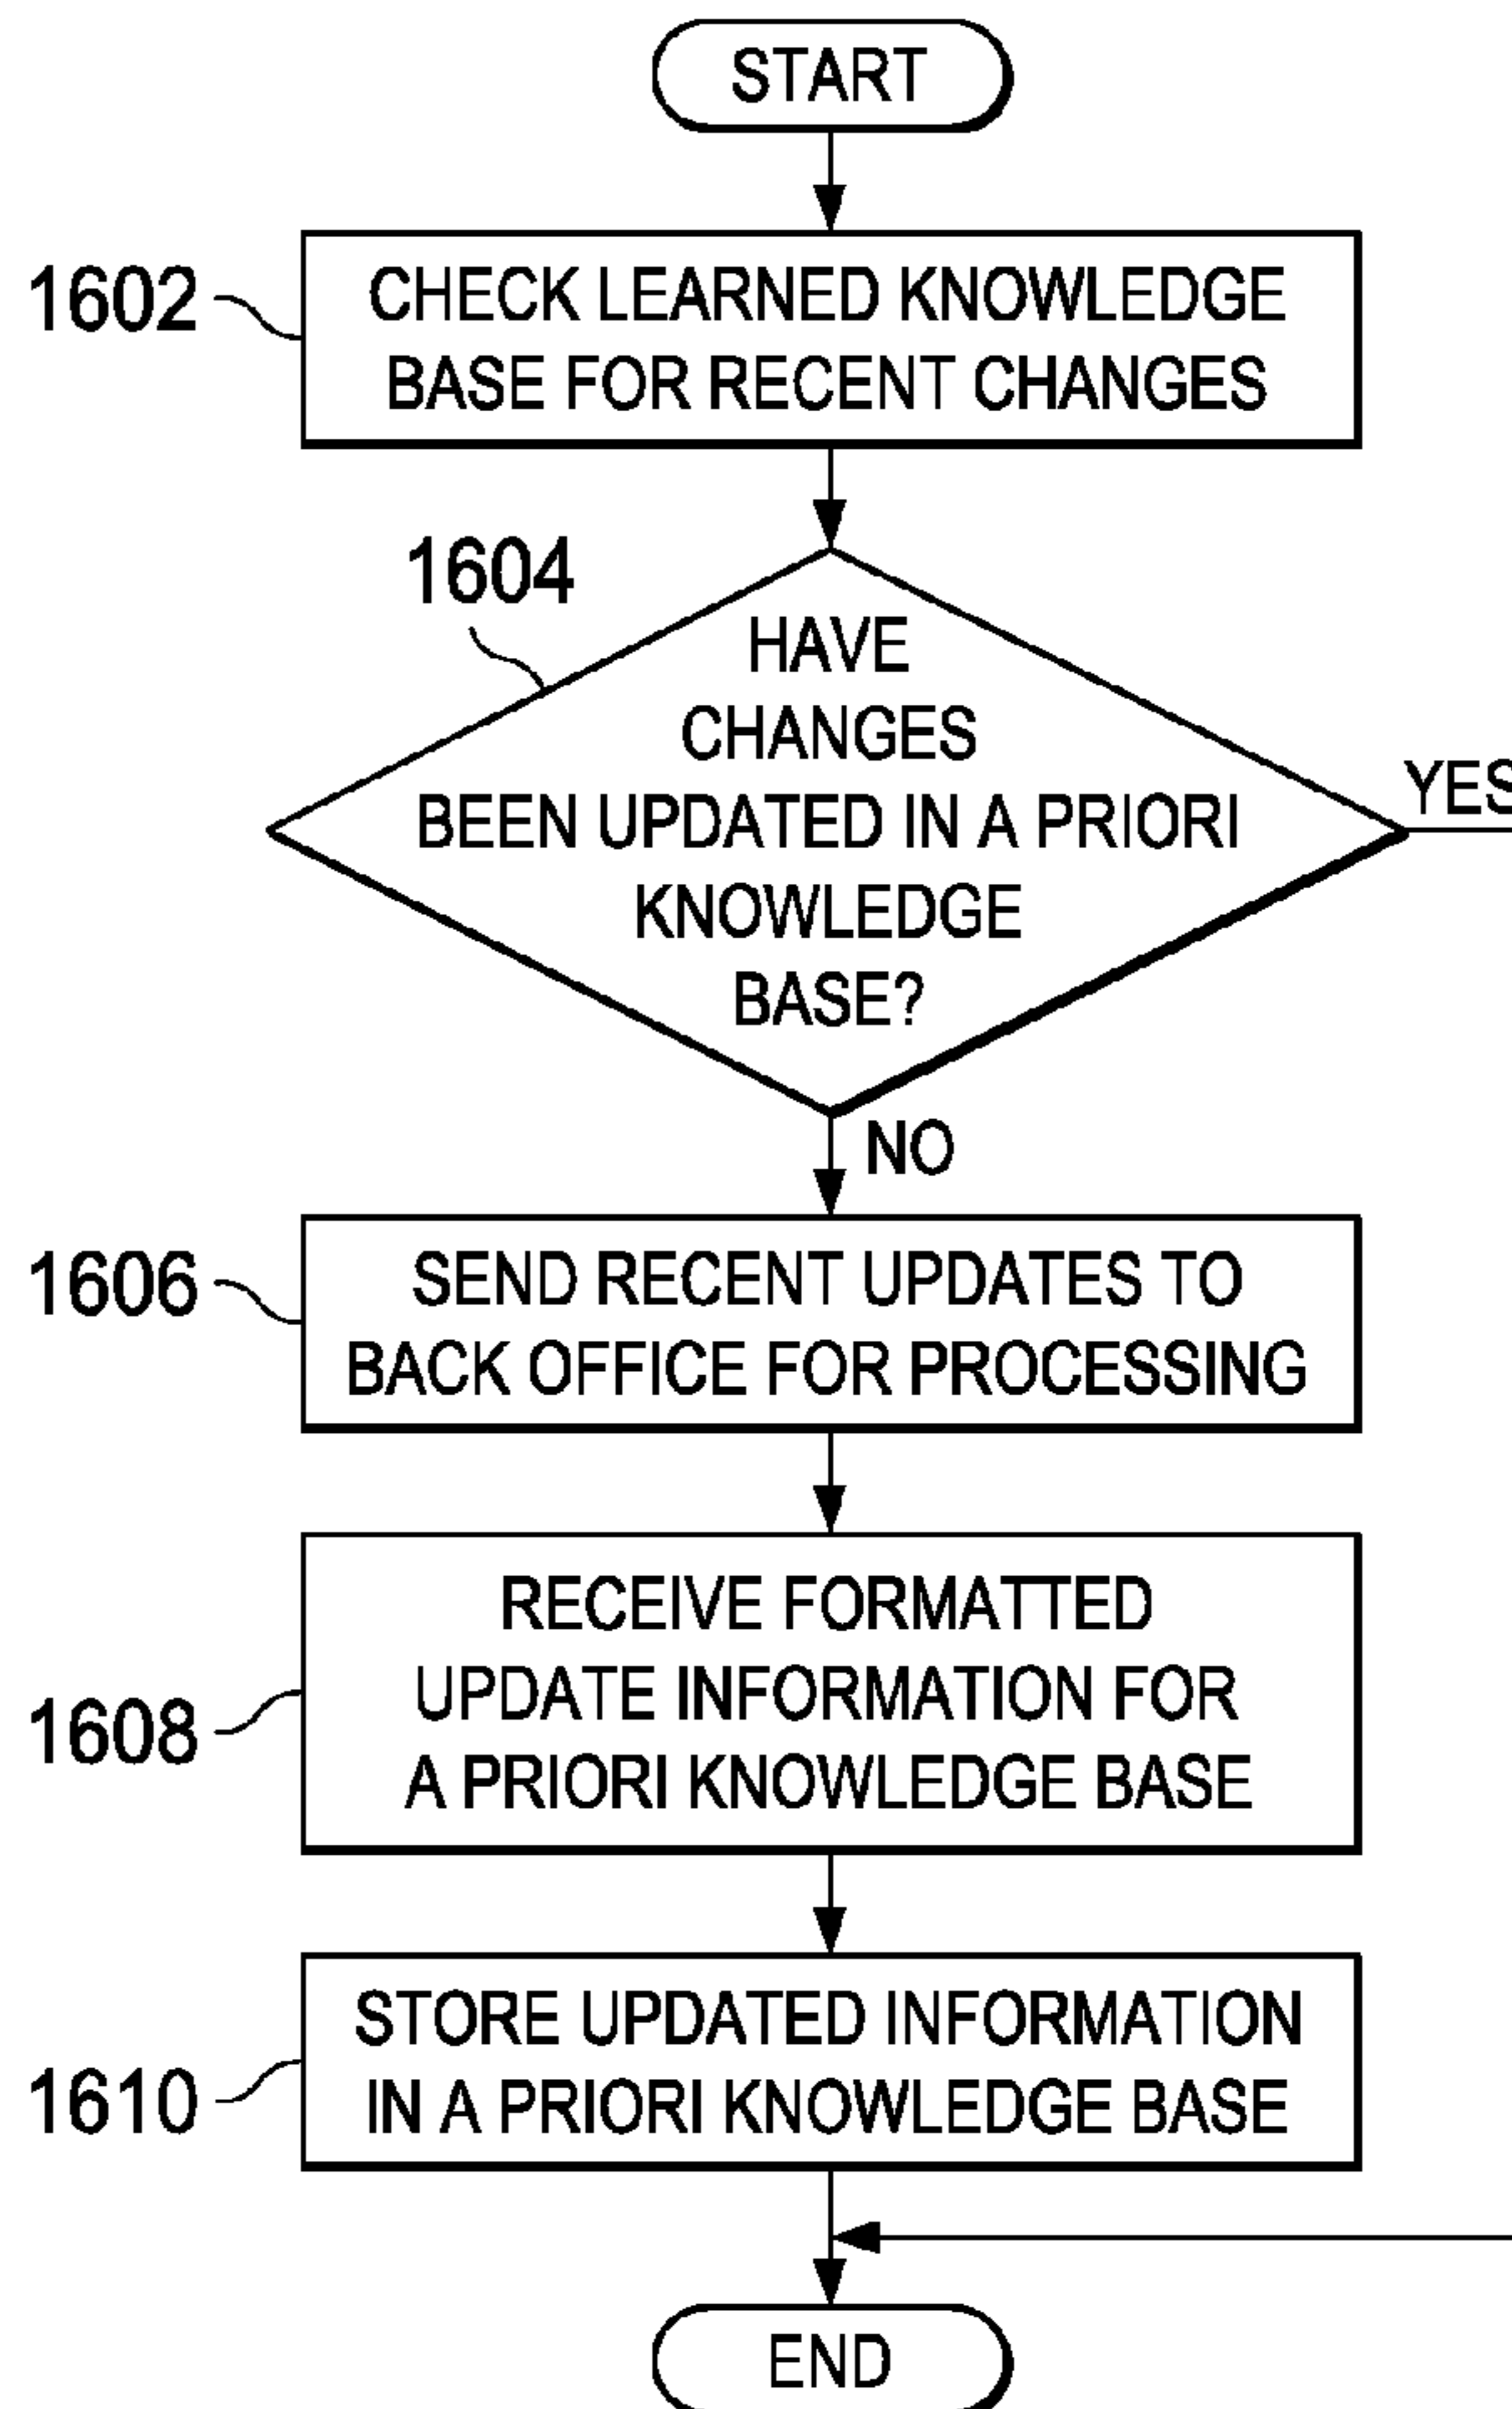 START
1602
CHECK LEARNED KNOWLEDGE
BASE FOR RECENT CHANGES
1604
HAVE
CHANGES
BEEN UPDATED IN A PRIORI
KNOWLEDGE
BASE?
YES
NO
1606
SEND RECENT UPDATES TO
BACK OFFICE FOR PROCESSING
1608
RECEIVE FORMATTED
UPDATE INFORMATION FOR
A PRIORI KNOWLEDGE BASE
1610
STORE UPDATED INFORMATION
IN A PRIORI KNOWLEDGE BASE
END